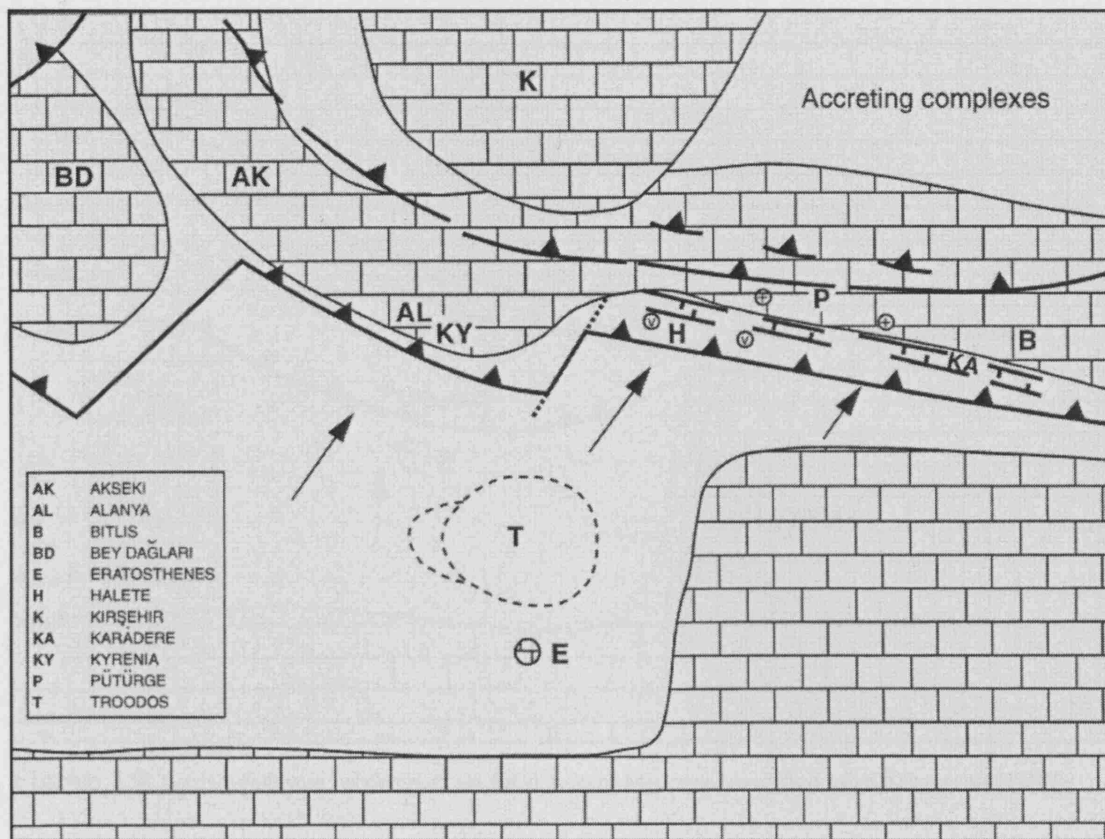 K
Accreting complexes
BD
AK
AL
KY
P
H
B
KA
T
E
AK AKSEKI
AL ALANYA
B BITLIS
BD BEY DAĞLARI
E ERATOSTHENES
H HALETE
K KIRŞEHIR
KA KARADERE
KY KYRENIA
P PÜTÜRGE
T TROODOS